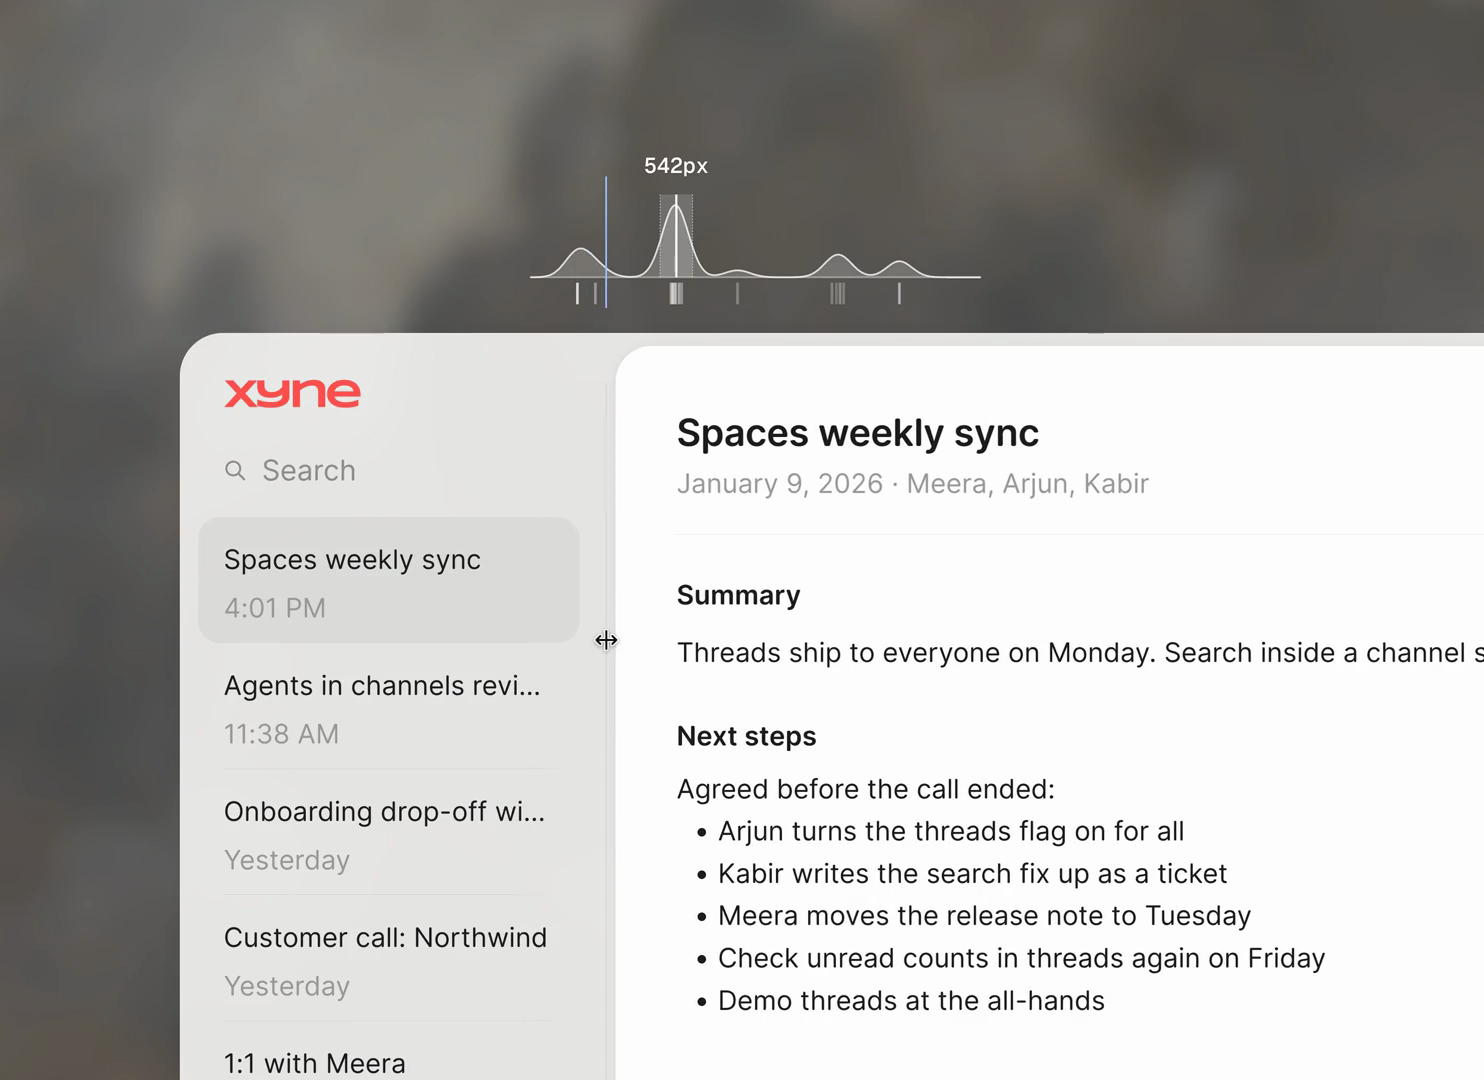 542px
xyne
Search
Spaces weekly sync
4:01 PM
Agents in channels revi...
11:38 AM
Onboarding drop-off wi...
Yesterday
Customer call: Northwind
Yesterday
1:1 with Meera
Spaces weekly sync
January 9, 2026 · Meera, Arjun, Kabir
Summary
Threads ship to everyone on Monday. Search inside a channel
Next steps
Agreed before the call ended:
• Arjun turns the threads flag on for all
• Kabir writes the search fix up as a ticket
• Meera moves the release note to Tuesday
• Check unread counts in threads again on Friday
• Demo threads at the all-hands